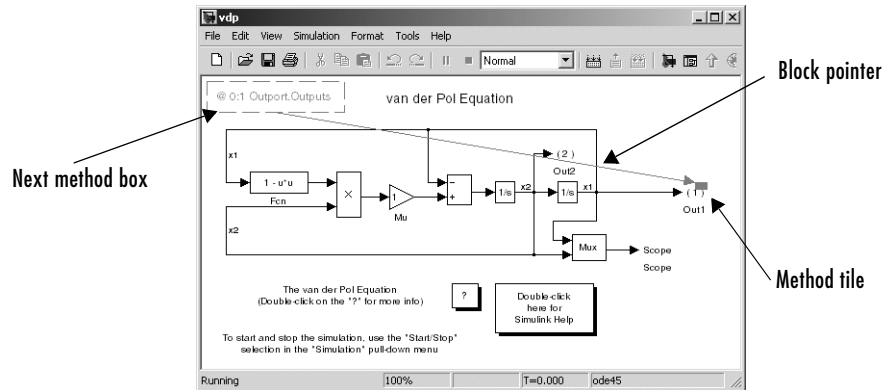 vdp
File Edit View Simulation Format Tools Help
Normal
@ 0:1 Outport.Outputs
van der Pol Equation
Block pointer
Next method box
x1
( 2 )
Out2
1 - u*u
Fcn
×
1
Mu
−
+
1/s
x2
1/s
x1
( 1 )
Out1
x2
Mux
Scope
Scope
Method tile
The van der Pol Equation
(Double-click on the "?" for more info)
?
Double-click
here for
Simulink Help
To start and stop the simulation, use the "Start/Stop"
selection in the "Simulation" pull-down menu
Running 100% T=0.000 ode45